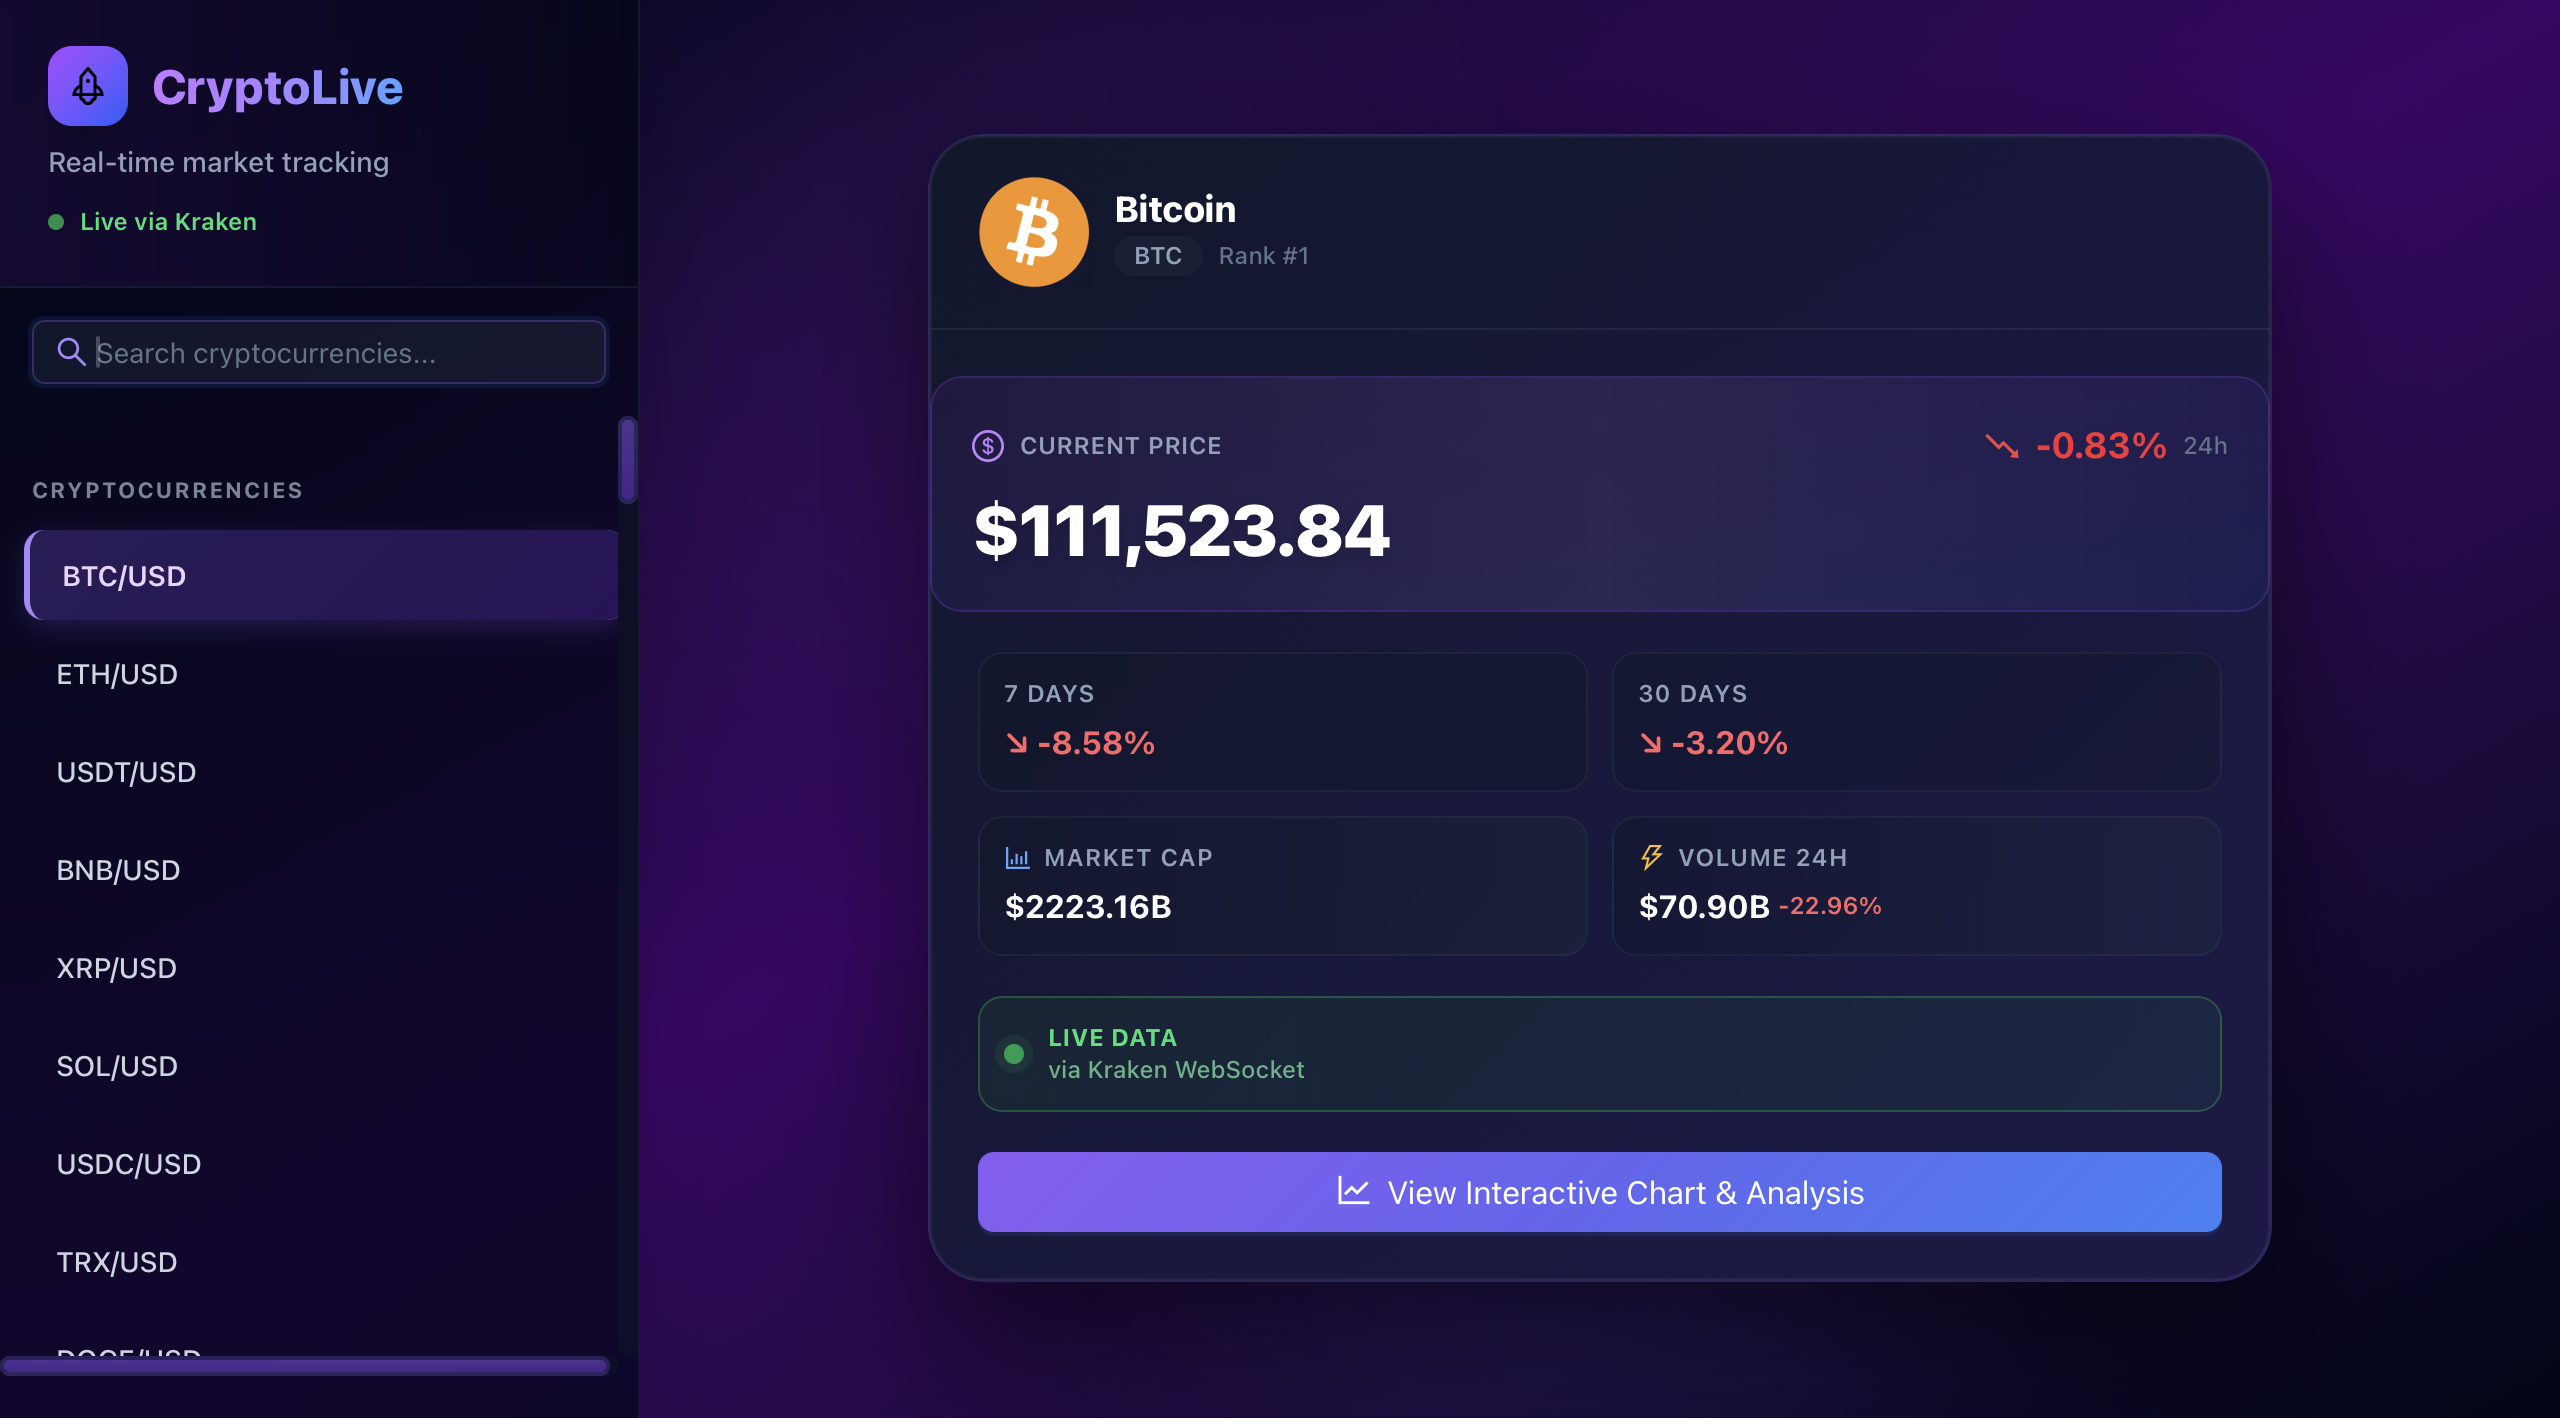 CryptoLive
Real-time market tracking
Live via Kraken
Search cryptocurrencies...
CRYPTOCURRENCIES
BTC/USD
ETH/USD
USDT/USD
BNB/USD
XRP/USD
SOL/USD
USDC/USD
TRX/USD
DOGE/USD
Bitcoin
BTC Rank #1
CURRENT PRICE
-0.83% 24h
$111,523.84
7 DAYS
-8.58%
30 DAYS
-3.20%
MARKET CAP
$2223.16B
VOLUME 24H
$70.90B -22.96%
LIVE DATA
via Kraken WebSocket
View Interactive Chart & Analysis